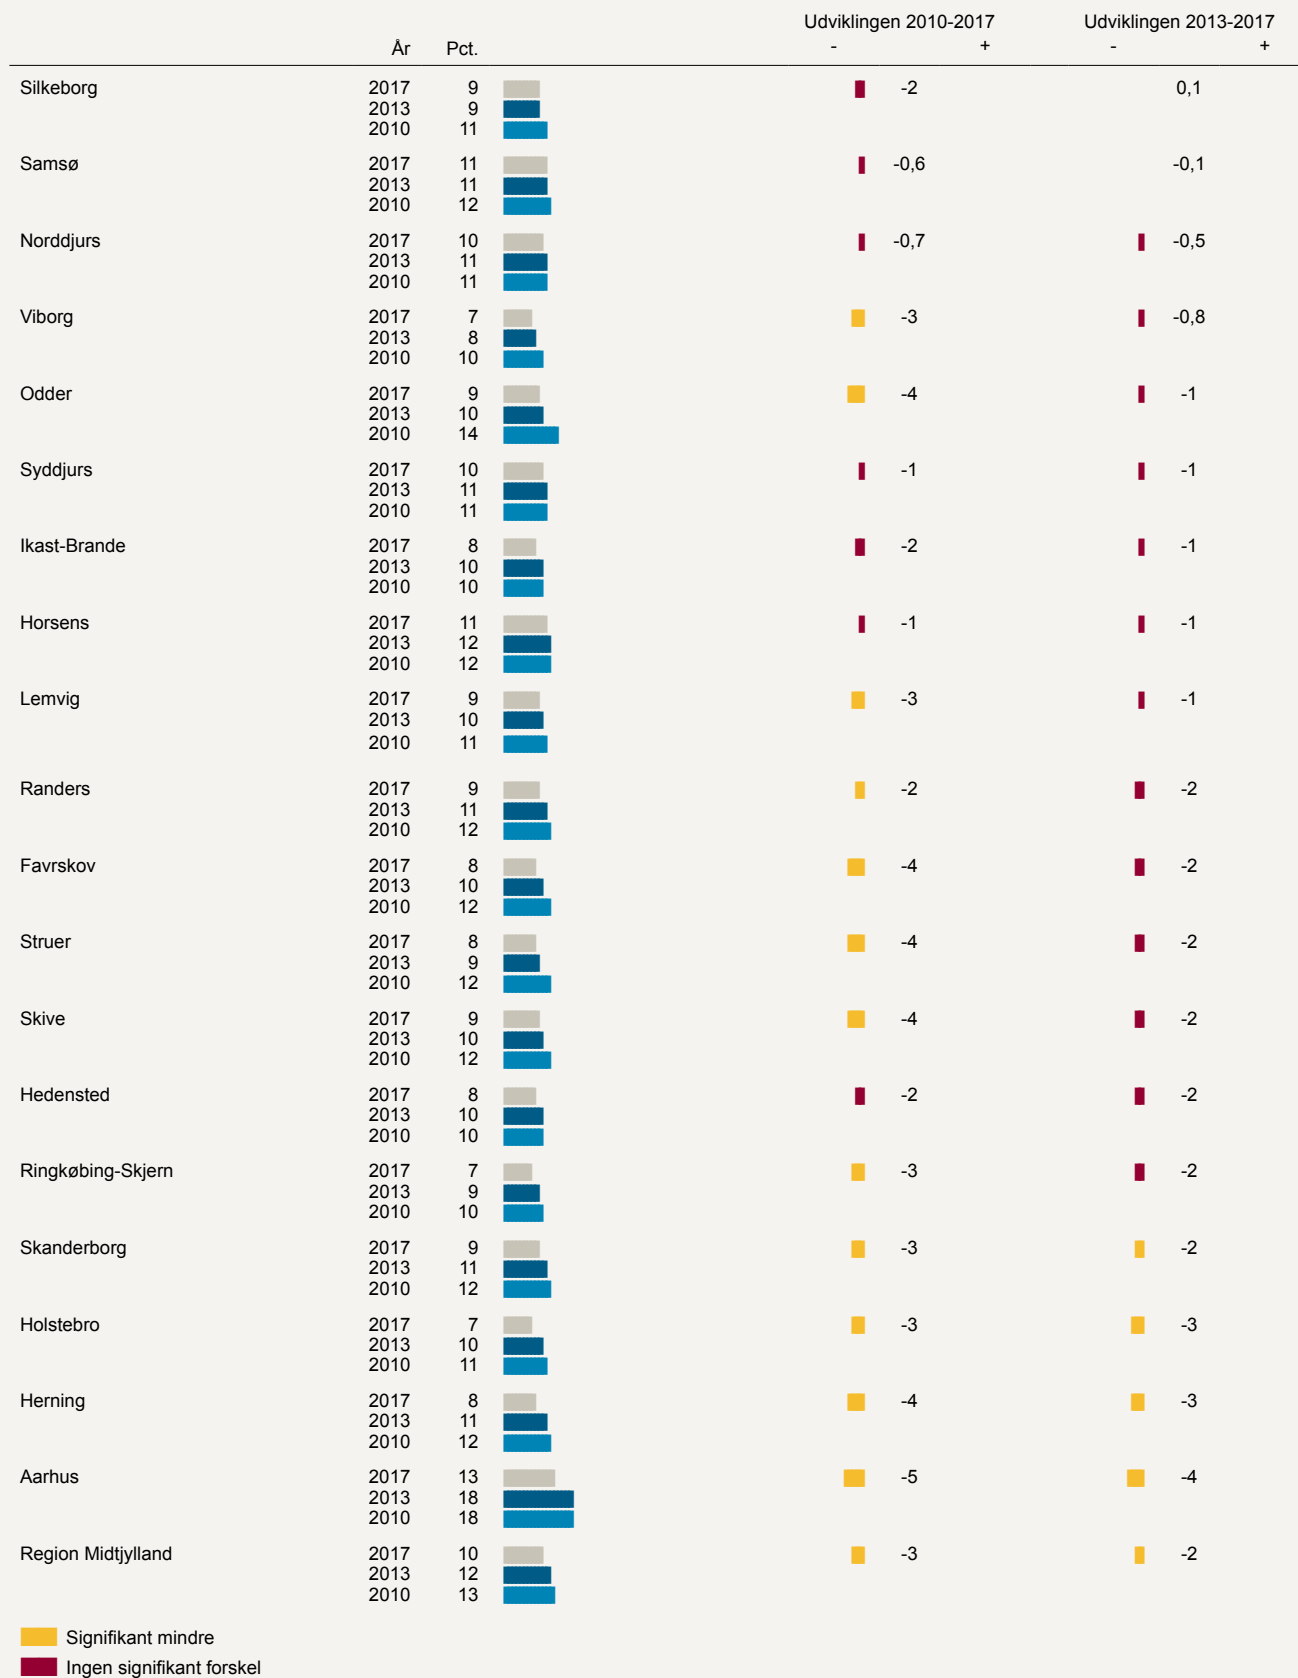 Udviklingen 2010-2017 Udviklingen 2013-2017
År Pct. - + - +
Silkeborg 2017 9 -2 0,1
2013 9
2010 11
Samsø 2017 11 -0,6 -0,1
2013 11
2010 12
Norddjurs 2017 10 -0,7 -0,5
2013 11
2010 11
Viborg 2017 7 -3 -0,8
2013 8
2010 10
Odder 2017 9 -4 -1
2013 10
2010 14
Syddjurs 2017 10 -1 -1
2013 11
2010 11
Ikast-Brande 2017 8 -2 -1
2013 10
2010 10
Horsens 2017 11 -1 -1
2013 12
2010 12
Lemvig 2017 9 -3 -1
2013 10
2010 11
Randers 2017 9 -2 -2
2013 11
2010 12
Favrskov 2017 8 -4 -2
2013 10
2010 12
Struer 2017 8 -4 -2
2013 9
2010 12
Skive 2017 9 -4 -2
2013 10
2010 12
Hedensted 2017 8 -2 -2
2013 10
2010 10
Ringkøbing-Skjern 2017 7 -3 -2
2013 9
2010 10
Skanderborg 2017 9 -3 -2
2013 11
2010 12
Holstebro 2017 7 -3 -3
2013 10
2010 11
Herning 2017 8 -4 -3
2013 11
2010 12
Aarhus 2017 13 -5 -4
2013 18
2010 18
Region Midtjylland 2017 10 -3 -2
2013 12
2010 13
Signifikant mindre
Ingen signifikant forskel